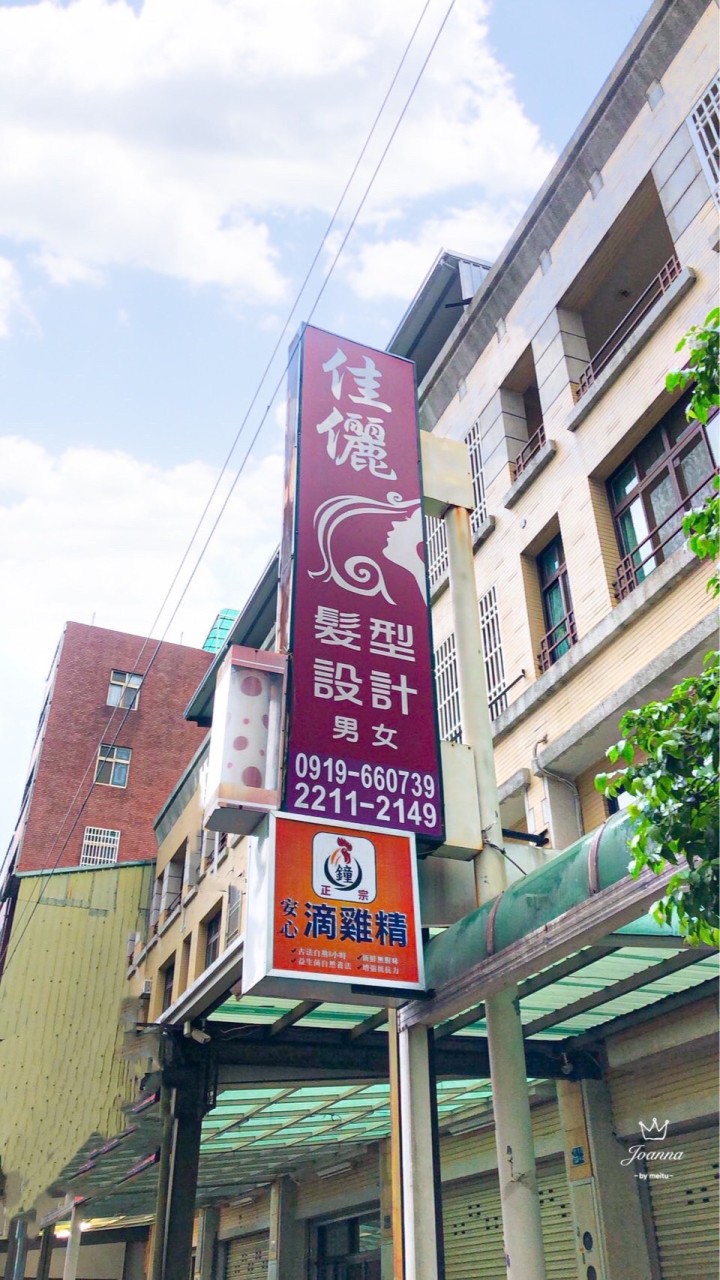 佳儷
髮型
設計
男女
0919-660739
2211-2149
鐘
正宗
安心
滴雞精
Joanna
-by meitu-